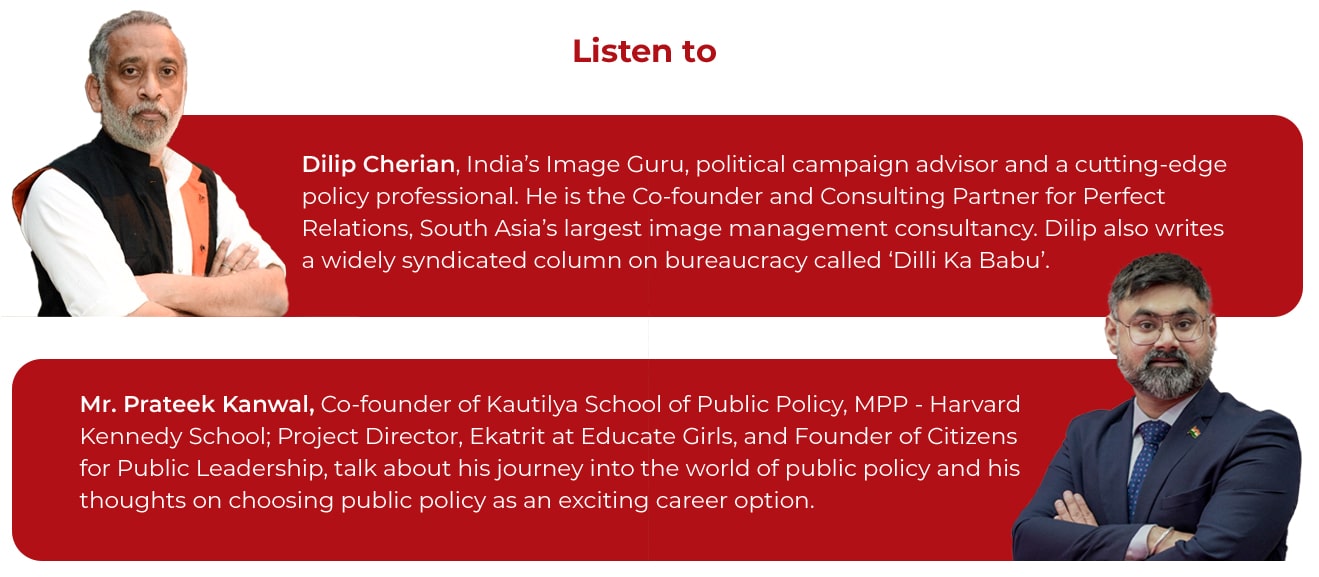 Listen to
Dilip Cherian, India’s Image Guru, political campaign advisor and a cutting-edge
policy professional. He is the Co-founder and Consulting Partner for Perfect
Relations, South Asia’s largest image management consultancy. Dilip also writes
a widely syndicated column on bureaucracy called ‘Dilli Ka Babu’.
Mr. Prateek Kanwal, Co-founder of Kautilya School of Public Policy, MPP - Harvard
Kennedy School; Project Director, Ekatrit at Educate Girls, and Founder of Citizens
for Public Leadership, talk about his journey into the world of public policy and his
thoughts on choosing public policy as an exciting career option.